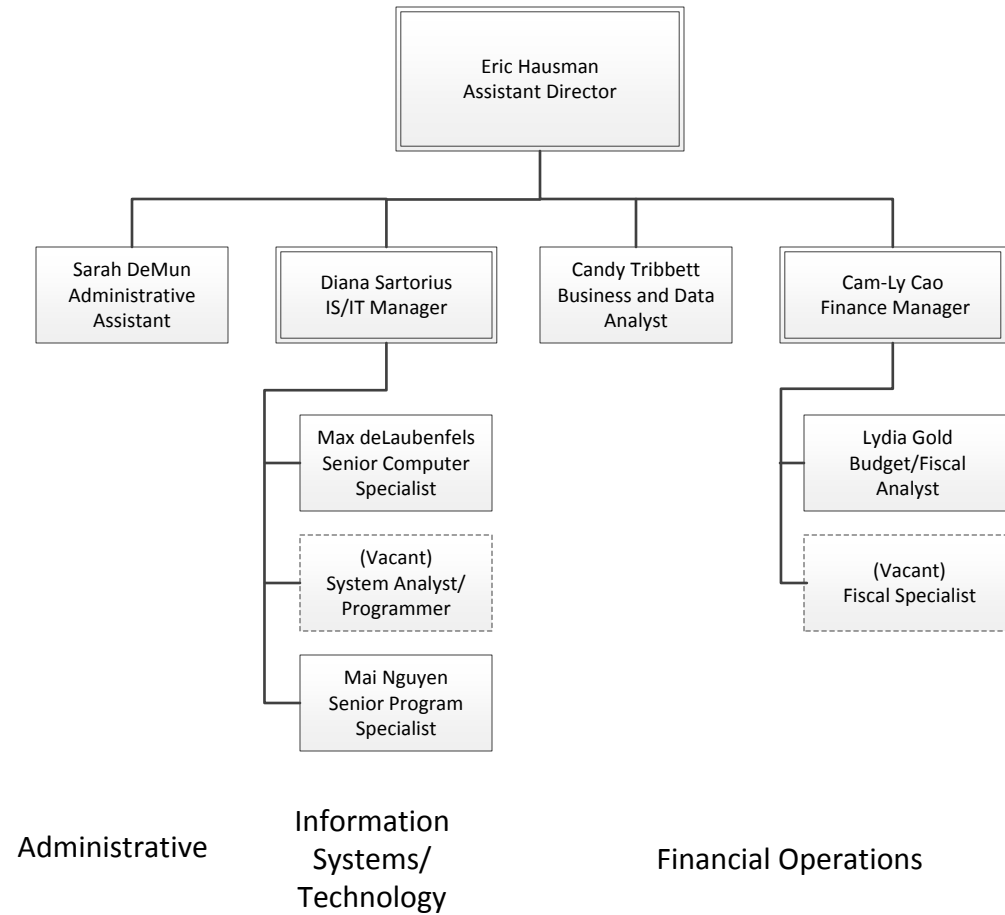 Eric Hausman
Assistant Director
Sarah DeMun
Administrative
Assistant
Diana Sartorius
IS/IT Manager
Candy Tribbett
Business and Data
Analyst
Cam-Ly Cao
Finance Manager
Max deLaubenfels
Senior Computer
Specialist
(Vacant)
System Analyst/
Programmer
Mai Nguyen
Senior Program
Specialist
Lydia Gold
Budget/Fiscal
Analyst
(Vacant)
Fiscal Specialist
Administrative
Information
Systems/
Technology
Financial Operations